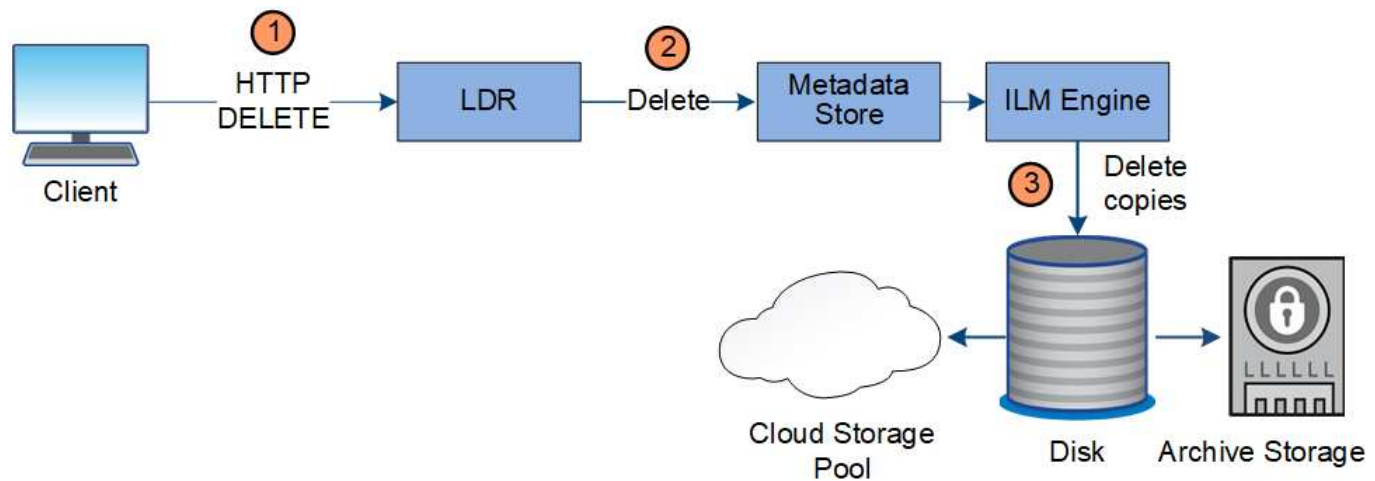 1
HTTP
DELETE
LDR
2
Delete
Metadata
Store
ILM Engine
Client
3
Delete
copies
LLLLLL
Cloud Storage
Pool
Disk
Archive Storage